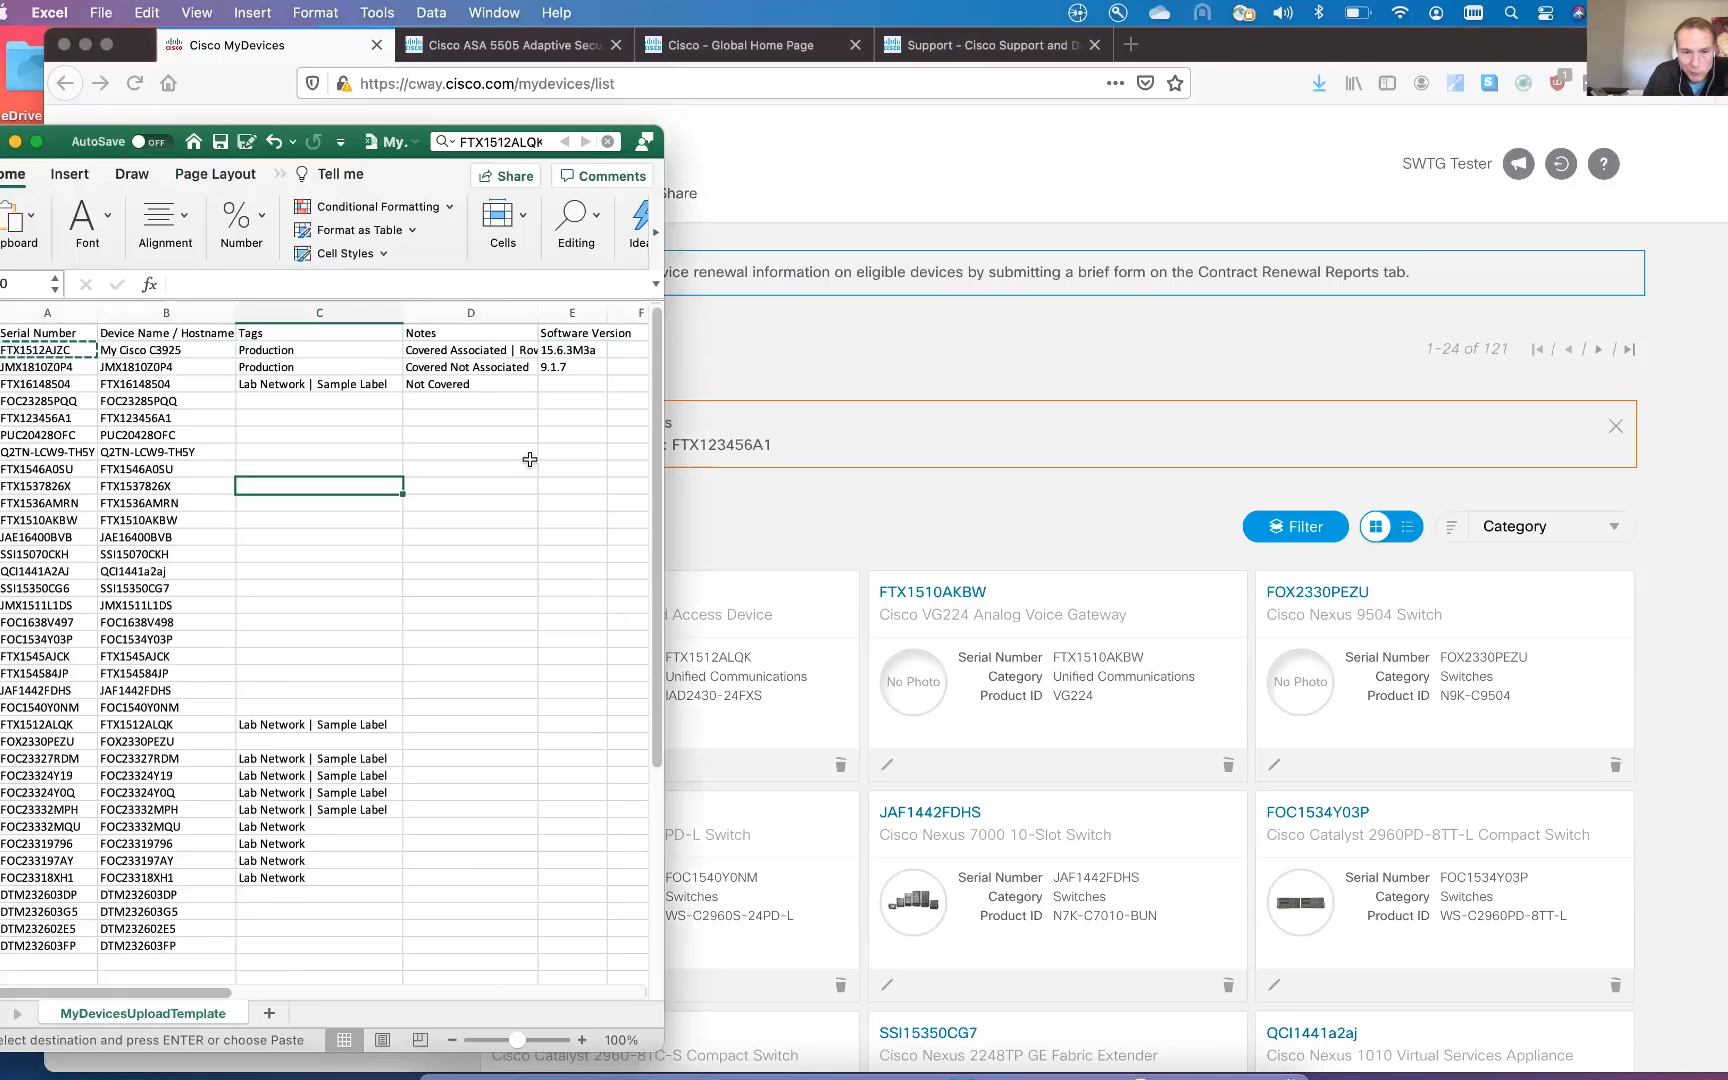 Excel File Edit View Insert Format Tools Data Window Help
Cisco MyDevices Cisco ASA 5505 Adaptive Secu Cisco - Global Home Page Support - Cisco Support and D
https://cway.cisco.com/mydevices/list
1
eDrive
AutoSave OFF My. FTX1512ALQK
SWTG Tester
?
ome Insert Draw Page Layout Tell me Share Comments
Share
pboard Font Alignment Number Conditional Formatting Format as Table Cell Styles Cells Editing Idea
vice renewal information on eligible devices by submitting a brief form on the Contract Renewal Reports tab.
0 fx
A B C D E F
Serial Number Device Name / Hostname Tags Notes Software Version
FTX1512AJZC My Cisco C3925 Production Covered Associated | Rov 15.6.3M3a
JMX1810Z0P4 JMX1810Z0P4 Production Covered Not Associated 9.1.7
FTX16148504 FTX16148504 Lab Network | Sample Label Not Covered
FOC23285PQQ FOC23285PQQ
FTX123456A1 FTX123456A1
PUC20428OFC PUC20428OFC
Q2TN-LCW9-TH5Y Q2TN-LCW9-TH5Y
FTX1546A0SU FTX1546A0SU
FTX1537826X FTX1537826X
FTX1536AMRN FTX1536AMRN
FTX1510AKBW FTX1510AKBW
JAE16400BVB JAE16400BVB
SSI15070CKH SSI15070CKH
QCI1441A2AJ QCI1441a2aj
SSI15350CG6 SSI15350CG7
JMX1511L1DS JMX1511L1DS
FOC1638V497 FOC1638V498
FOC1534Y03P FOC1534Y03P
FTX1545AJCK FTX1545AJCK
FTX154584JP FTX154584JP
JAF1442FDHS JAF1442FDHS
FOC1540Y0NM FOC1540Y0NM
FTX1512ALQK FTX1512ALQK Lab Network | Sample Label
FOX2330PEZU FOX2330PEZU
FOC23327RDM FOC23327RDM Lab Network | Sample Label
FOC23324Y19 FOC23324Y19 Lab Network | Sample Label
FOC23324Y0Q FOC23324Y0Q Lab Network | Sample Label
FOC23332MPH FOC23332MPH Lab Network | Sample Label
FOC23332MQU FOC23332MQU Lab Network
FOC23319796 FOC23319796 Lab Network
FOC233197AY FOC233197AY Lab Network
FOC23318XH1 FOC23318XH1 Lab Network
DTM232603DP DTM232603DP
DTM232603G5 DTM232603G5
DTM232602E5 DTM232602E5
DTM232603FP DTM232603FP
MyDevicesUploadTemplate
elect destination and press ENTER or choose Paste 100%
1-24 of 121
s
: FTX123456A1
Filter Category
d Access Device
FTX1512ALQK
Unified Communications
IAD2430-24FXS
FTX1510AKBW
Cisco VG224 Analog Voice Gateway
No Photo
Serial Number FTX1510AKBW
Category Unified Communications
Product ID VG224
FOX2330PEZU
Cisco Nexus 9504 Switch
No Photo
Serial Number FOX2330PEZU
Category Switches
Product ID N9K-C9504
PD-L Switch
FOC1540Y0NM
Switches
WS-C2960S-24PD-L
JAF1442FDHS
Cisco Nexus 7000 10-Slot Switch
Serial Number JAF1442FDHS
Category Switches
Product ID N7K-C7010-BUN
FOC1534Y03P
Cisco Catalyst 2960PD-8TT-L Compact Switch
Serial Number FOC1534Y03P
Category Switches
Product ID WS-C2960PD-8TT-L
Cisco Catalyst 2960-8TC-S Compact Switch
SSI15350CG7
Cisco Nexus 2248TP GE Fabric Extender
QCI1441a2aj
Cisco Nexus 1010 Virtual Services Appliance